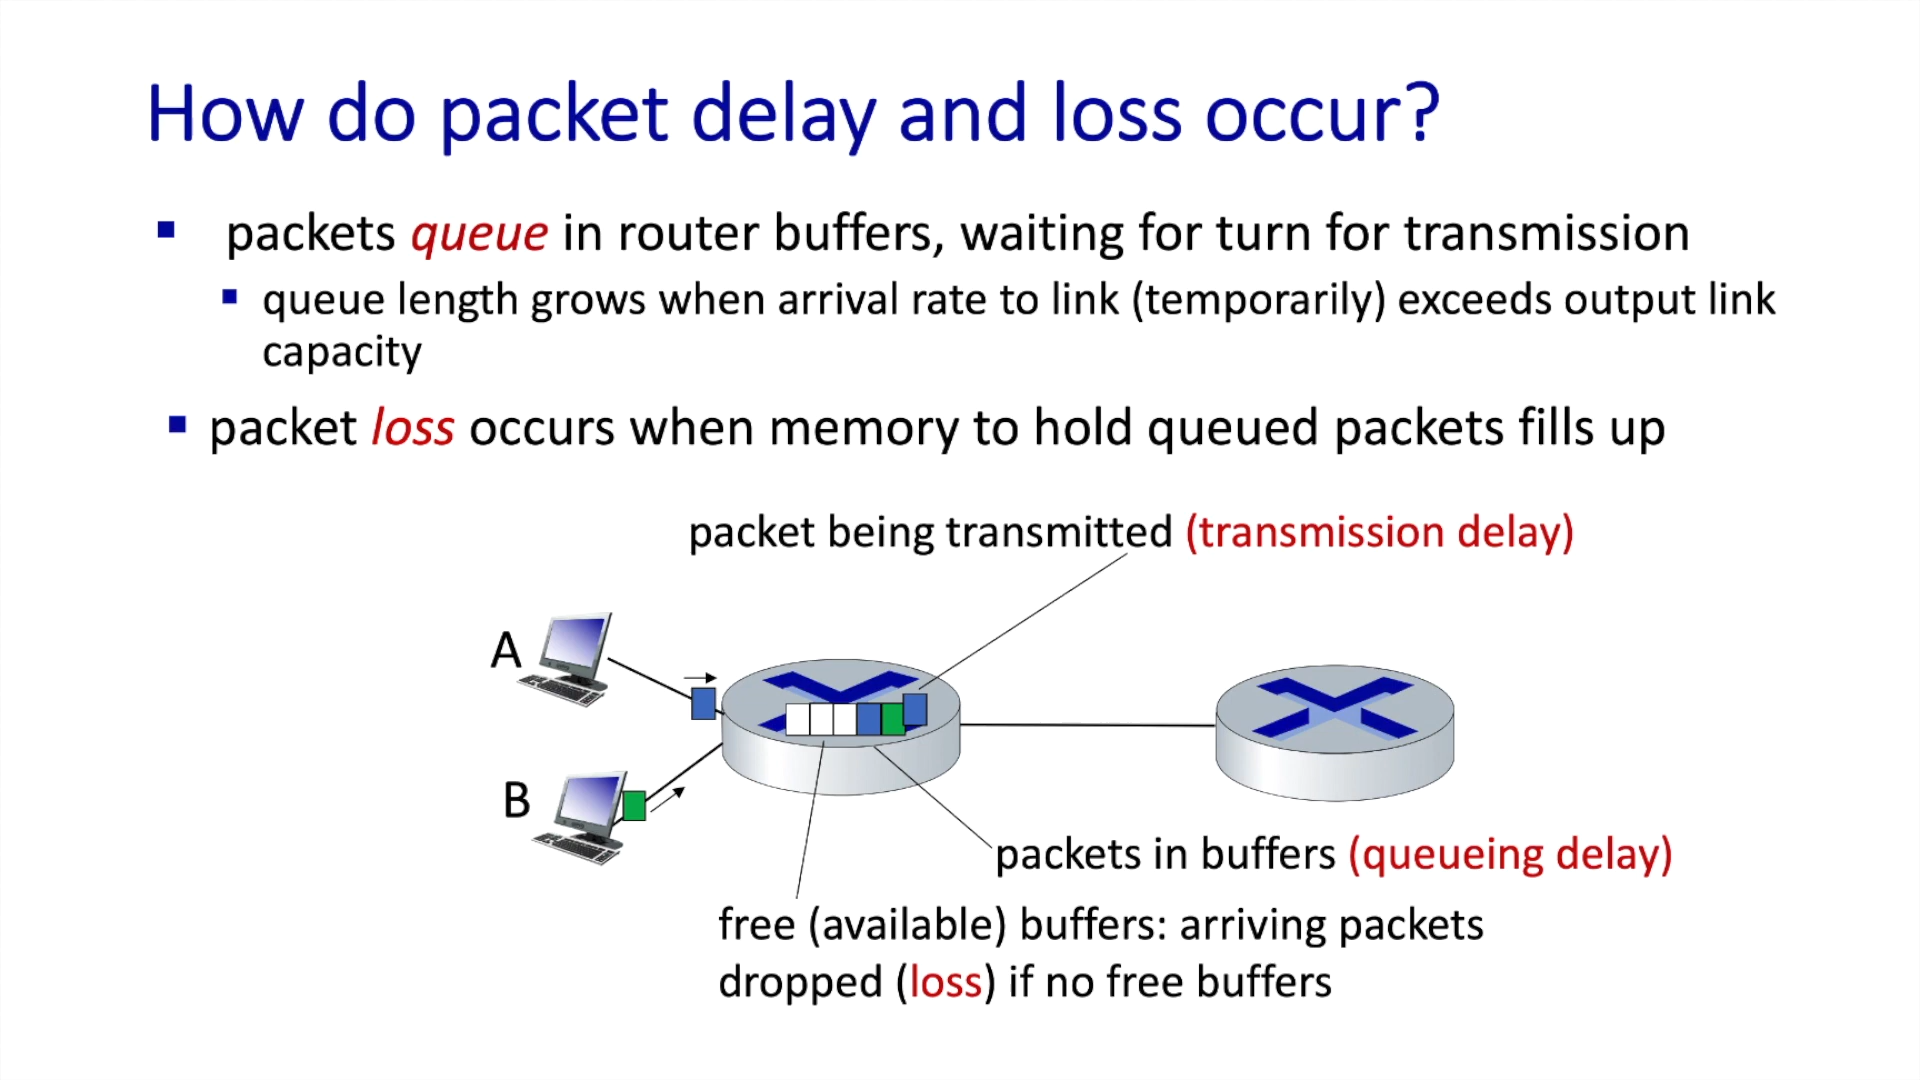 How do packet delay and loss occur?
packets queue in router buffers, waiting for turn for transmission
queue length grows when arrival rate to link (temporarily) exceeds output link
capacity
packet loss occurs when memory to hold queued packets fills up
packet being transmitted (transmission delay)
A
B
packets in buffers (queueing delay)
free (available) buffers: arriving packets
dropped (loss) if no free buffers